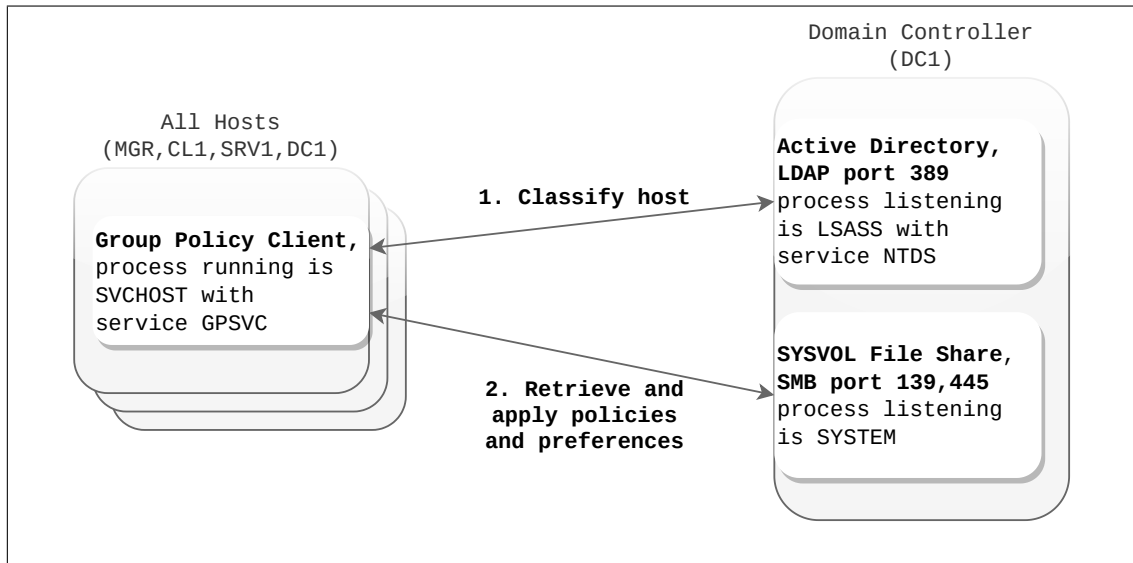 All Hosts
(MGR,CL1,SRV1,DC1)
Group Policy Client,
process running is
SVCHOST with
service GPSVC
1. Classify host
2. Retrieve and
apply policies
and preferences
Domain Controller
(DC1)
Active Directory,
LDAP port 389
process listening
is LSASS with
service NTDS
SYSVOL File Share,
SMB port 139,445
process listening
is SYSTEM